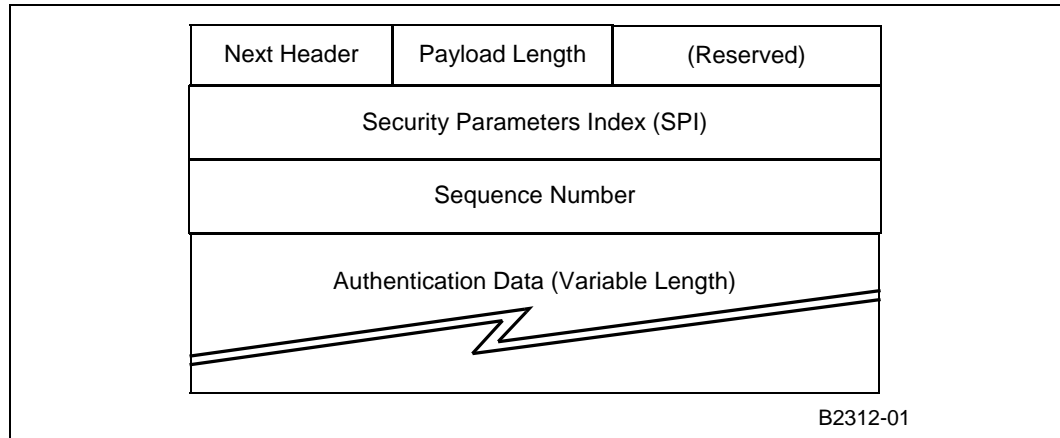 Next Header Payload Length (Reserved)
Security Parameters Index (SPI)
Sequence Number
Authentication Data (Variable Length)
B2312-01